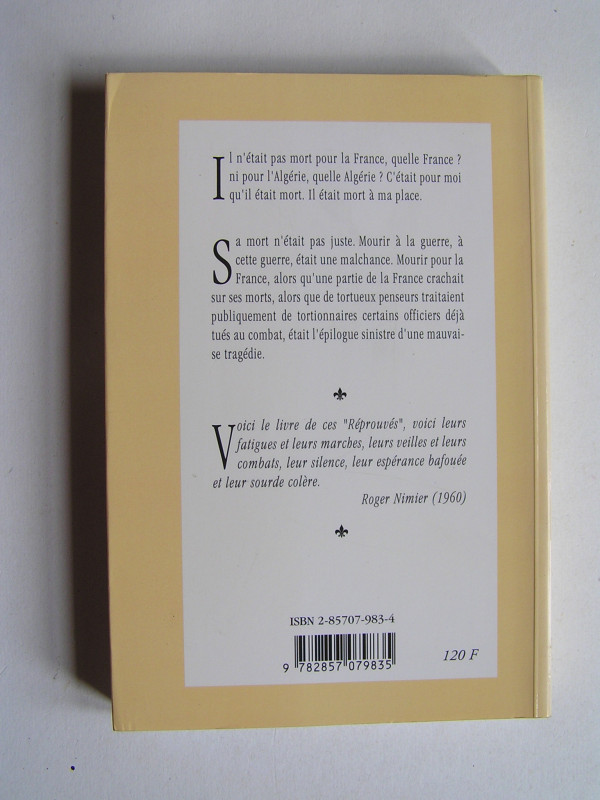 Il n'était pas mort pour la France, quelle France ?
ni pour l'Algérie, quelle Algérie ? C'était pour moi
qu'il était mort. Il était mort à ma place.
Sa mort n'était pas juste. Mourir à la guerre, à
cette guerre, était une malchance. Mourir pour la
France, alors qu'une partie de la France crachait
sur ses morts, alors que de tortueux penseurs traitaient
publiquement de tortionnaires certains officiers déjà
tués au combat, était l'épilogue sinistre d'une mauvai-
se tragédie.
Voici le livre de ces "Réprouvés", voici leurs
fatigues et leurs marches, leurs veilles et leurs
combats, leur silence, leur espérance bafouée
et leur sourde colère.
Roger Nimier (1960)
ISBN 2-85707-983-4
9 782857 079835
120 F